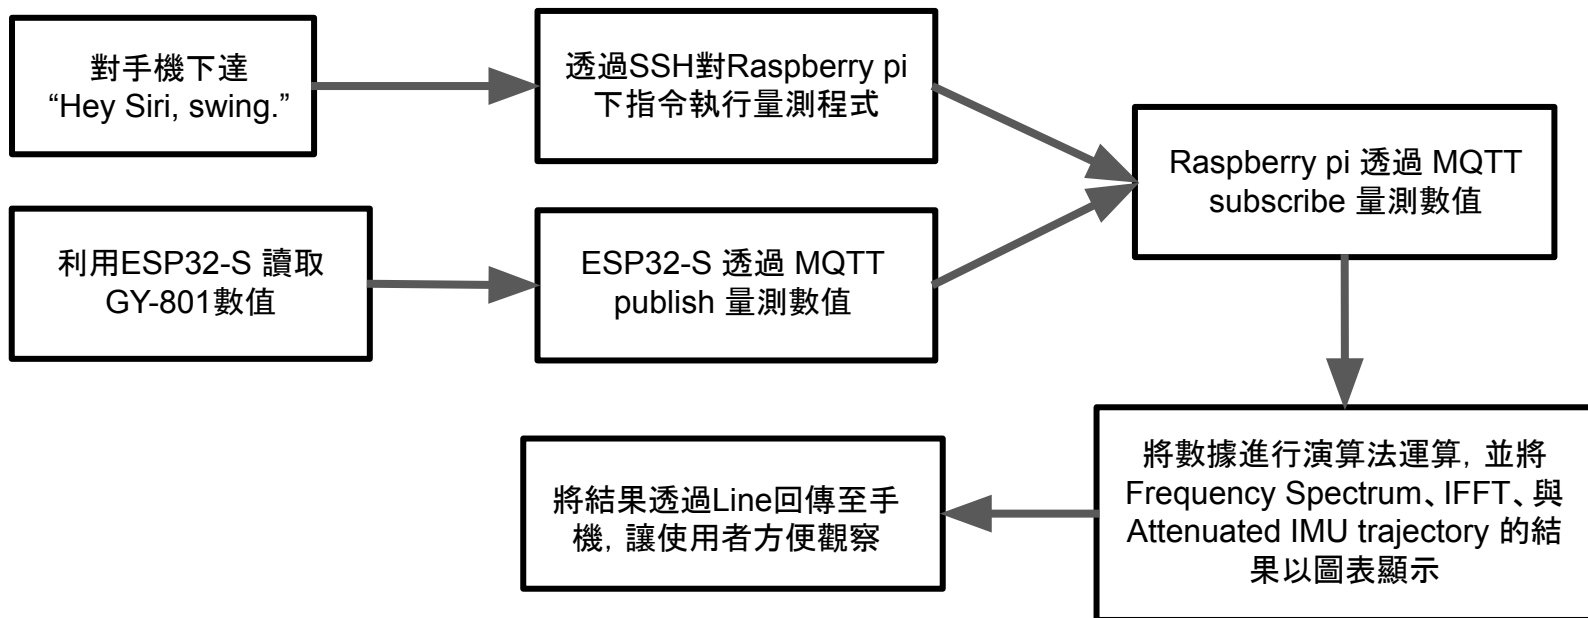 對手機下達
“Hey Siri, swing.”
透過SSH對Raspberry pi
下指令執行量測程式
Raspberry pi 透過 MQTT
subscribe 量測數值
利用ESP32-S 讀取
GY-801數值
ESP32-S 透過 MQTT
publish 量測數值
將數據進行演算法運算, 並將
Frequency Spectrum、IFFT、與
Attenuated IMU trajectory 的結
果以圖表顯示
將結果透過Line回傳至手
機, 讓使用者方便觀察